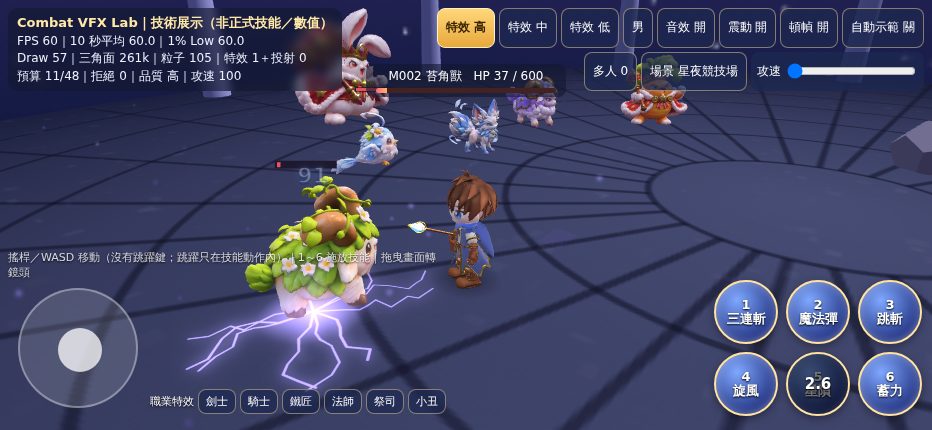 Combat VFX Lab｜技術展示（非正式技能／數值）
FPS 60｜10 秒平均 60.0｜1% Low 60.0
Draw 57｜三角面 261k｜粒子 105｜特效 1＋投射 0
預算 11/48｜拒絕 0｜品質 高｜攻速 100
特效 高
特效 中
特效 低
男
音效 開
震動 開
頓幀 開
自動示範 關
多人 0
場景 星夜競技場
攻速
M002 苔角獸 HP 37 / 600
91
搖桿／WASD 移動（沒有跳躍鍵；跳躍只在技能動作內）｜1～6 施放技能｜拖曳畫面轉
鏡頭
1
三連斬
2
魔法彈
3
跳斬
4
旋風
2.6
6
蓄力
職業特效
劍士
騎士
鐵匠
法師
祭司
小丑